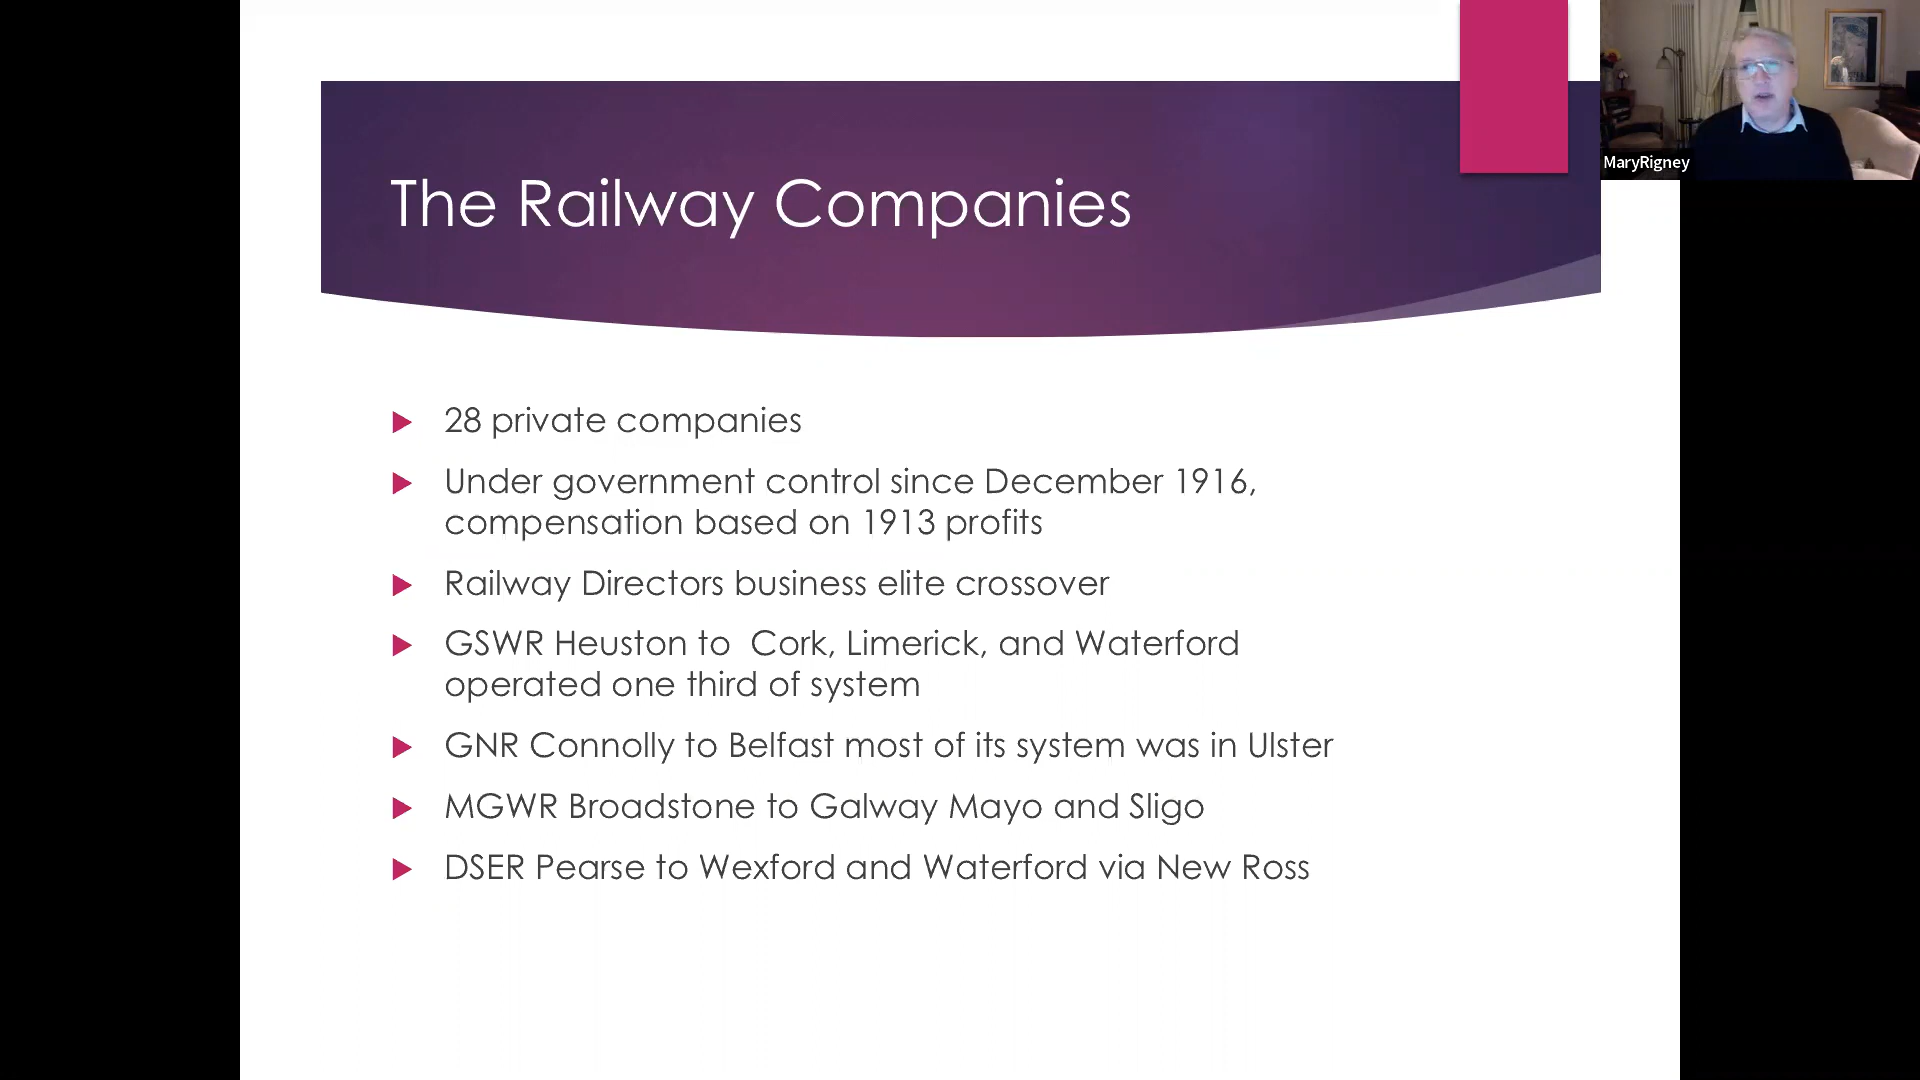 The Railway Companies
MaryRigney
28 private companies
Under government control since December 1916,
compensation based on 1913 profits
Railway Directors business elite crossover
GSWR Heuston to  Cork, Limerick, and Waterford
operated one third of system
GNR Connolly to Belfast most of its system was in Ulster
MGWR Broadstone to Galway Mayo and Sligo
DSER Pearse to Wexford and Waterford via New Ross